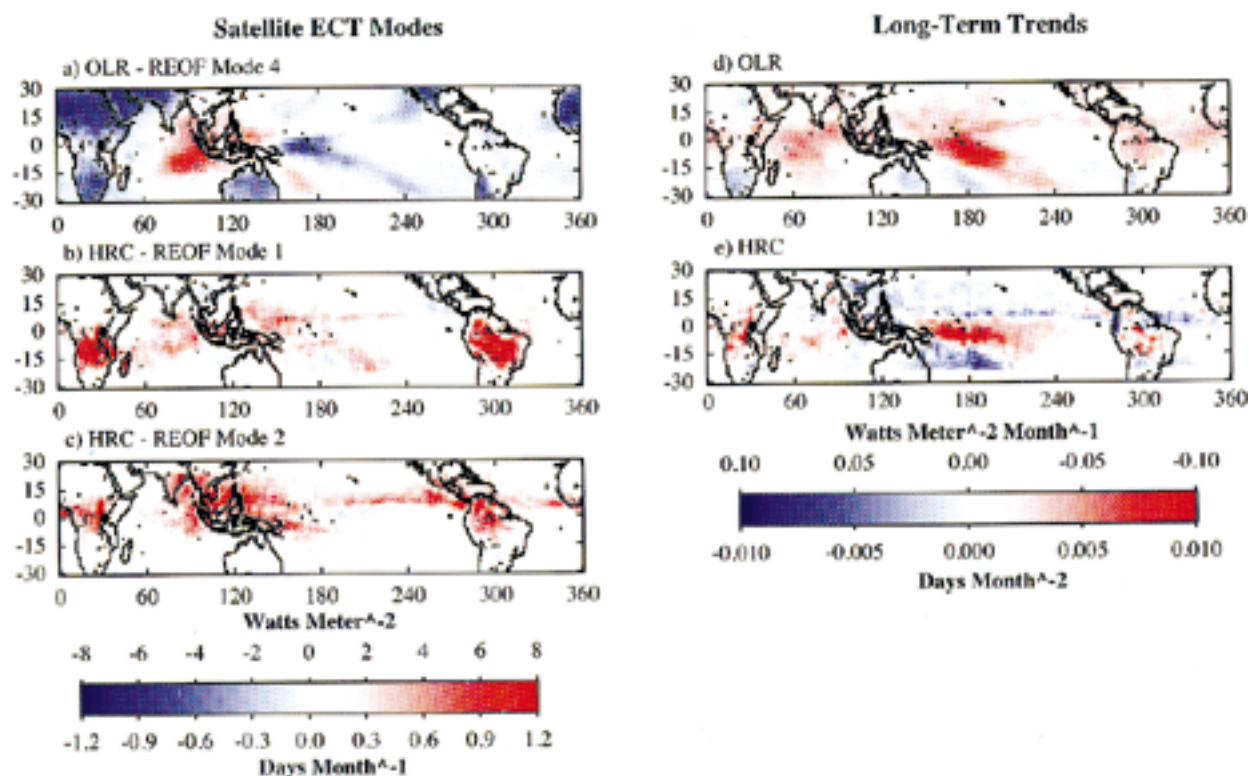 Satellite ECT Modes
a) OLR - REOF Mode 4
30
15
0
-15
-30
0 60 120 180 240 300 360
b) HRC - REOF Mode 1
30
15
0
-15
-30
0 60 120 180 240 300 360
c) HRC - REOF Mode 2
30
15
0
-15
-30
0 60 120 180 240 300 360
Watts Meter^-2
-8 -6 -4 -2 0 2 4 6 8
-1.2 -0.9 -0.6 -0.3 0.0 0.3 0.6 0.9 1.2
Days Month^-1
Long-Term Trends
d) OLR
30
15
0
-15
-30
0 60 120 180 240 300 360
e) HRC
30
15
0
-15
-30
0 60 120 180 240 300 360
Watts Meter^-2 Month^-1
0.10 0.05 0.00 -0.05 -0.10
-0.010 -0.005 0.000 0.005 0.010
Days Month^-2